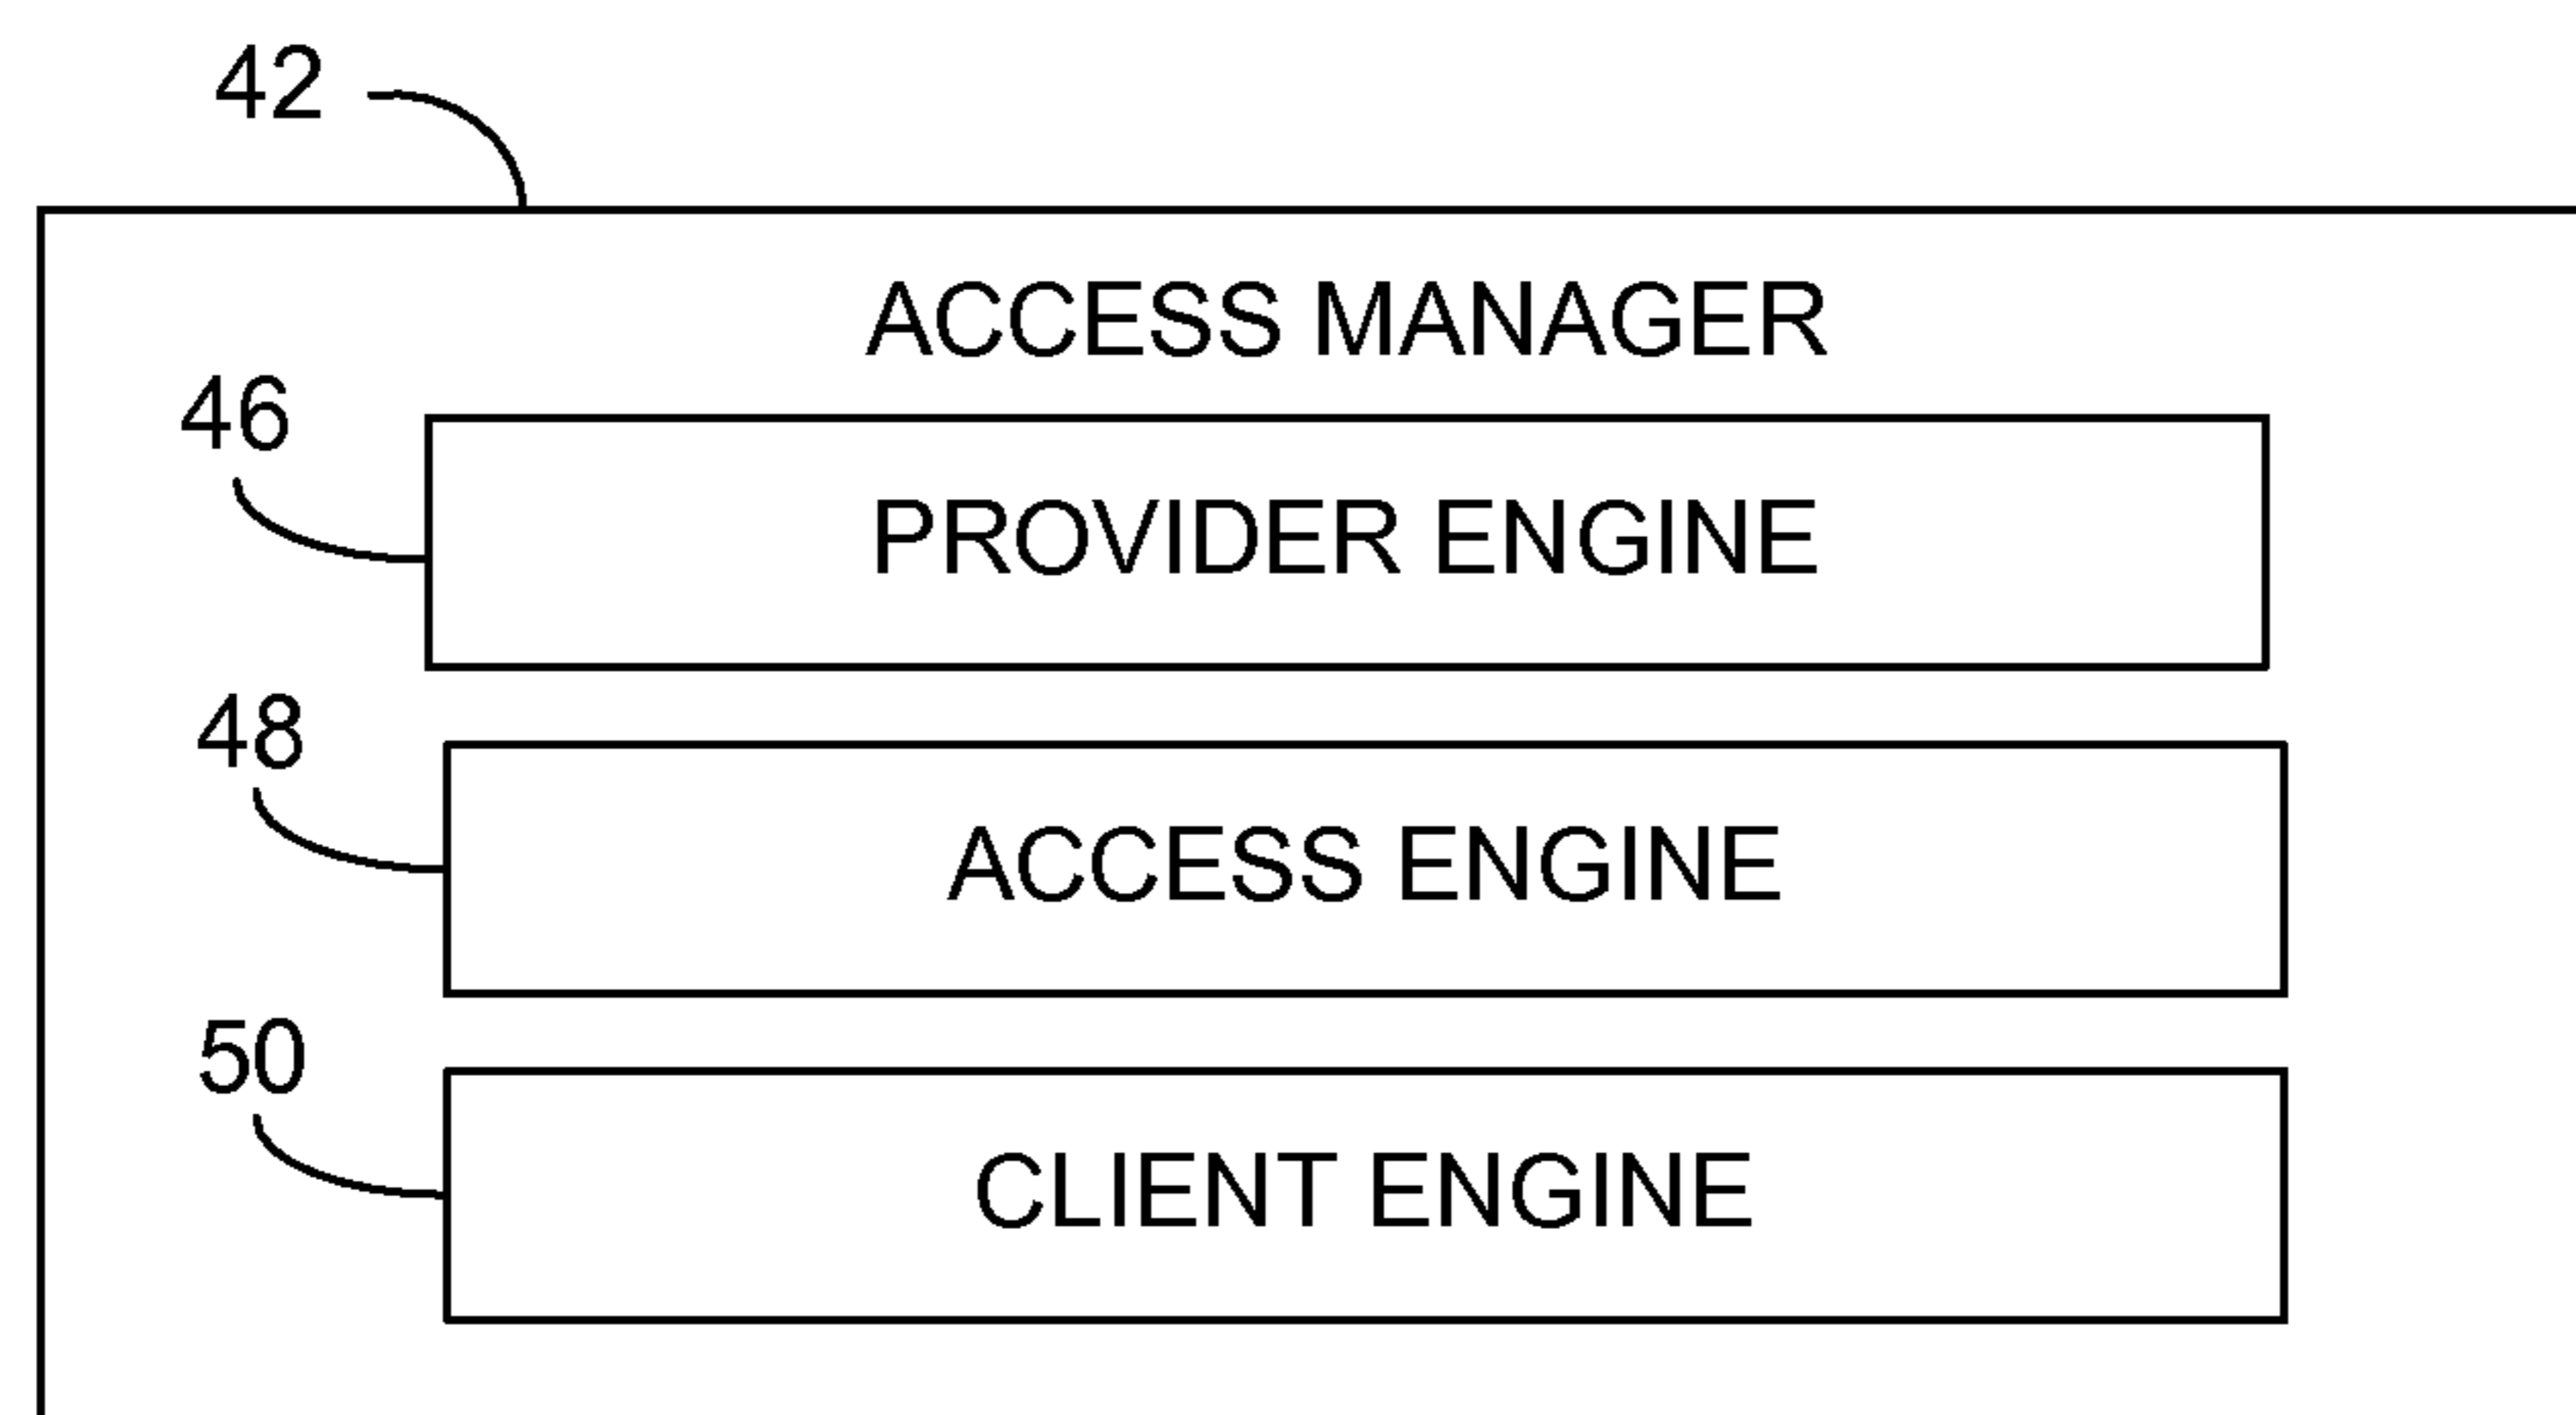 42
ACCESS MANAGER
46
PROVIDER ENGINE
48
ACCESS ENGINE
50
CLIENT ENGINE